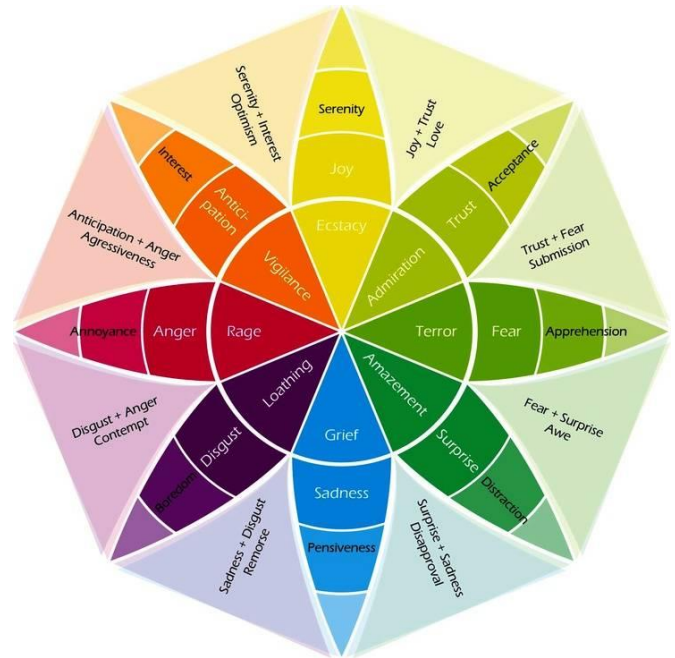 Serenity + Interest
Optimism
Joy + Trust
Love
Trust + Fear
Submission
Fear + Surprise
Awe
Surprise + Sadness
Disapproval
Sadness + Disgust
Remorse
Disgust + Anger
Contempt
Anticipation + Anger
Agressiveness
Serenity
Joy
Ecstacy
Acceptance
Trust
Admiration
Apprehension
Fear
Terror
Distraction
Surprise
Amazement
Pensiveness
Sadness
Grief
Boredom
Disgust
Loathing
Annoyance
Anger
Rage
Interest
Antici-
pation
Vigilance